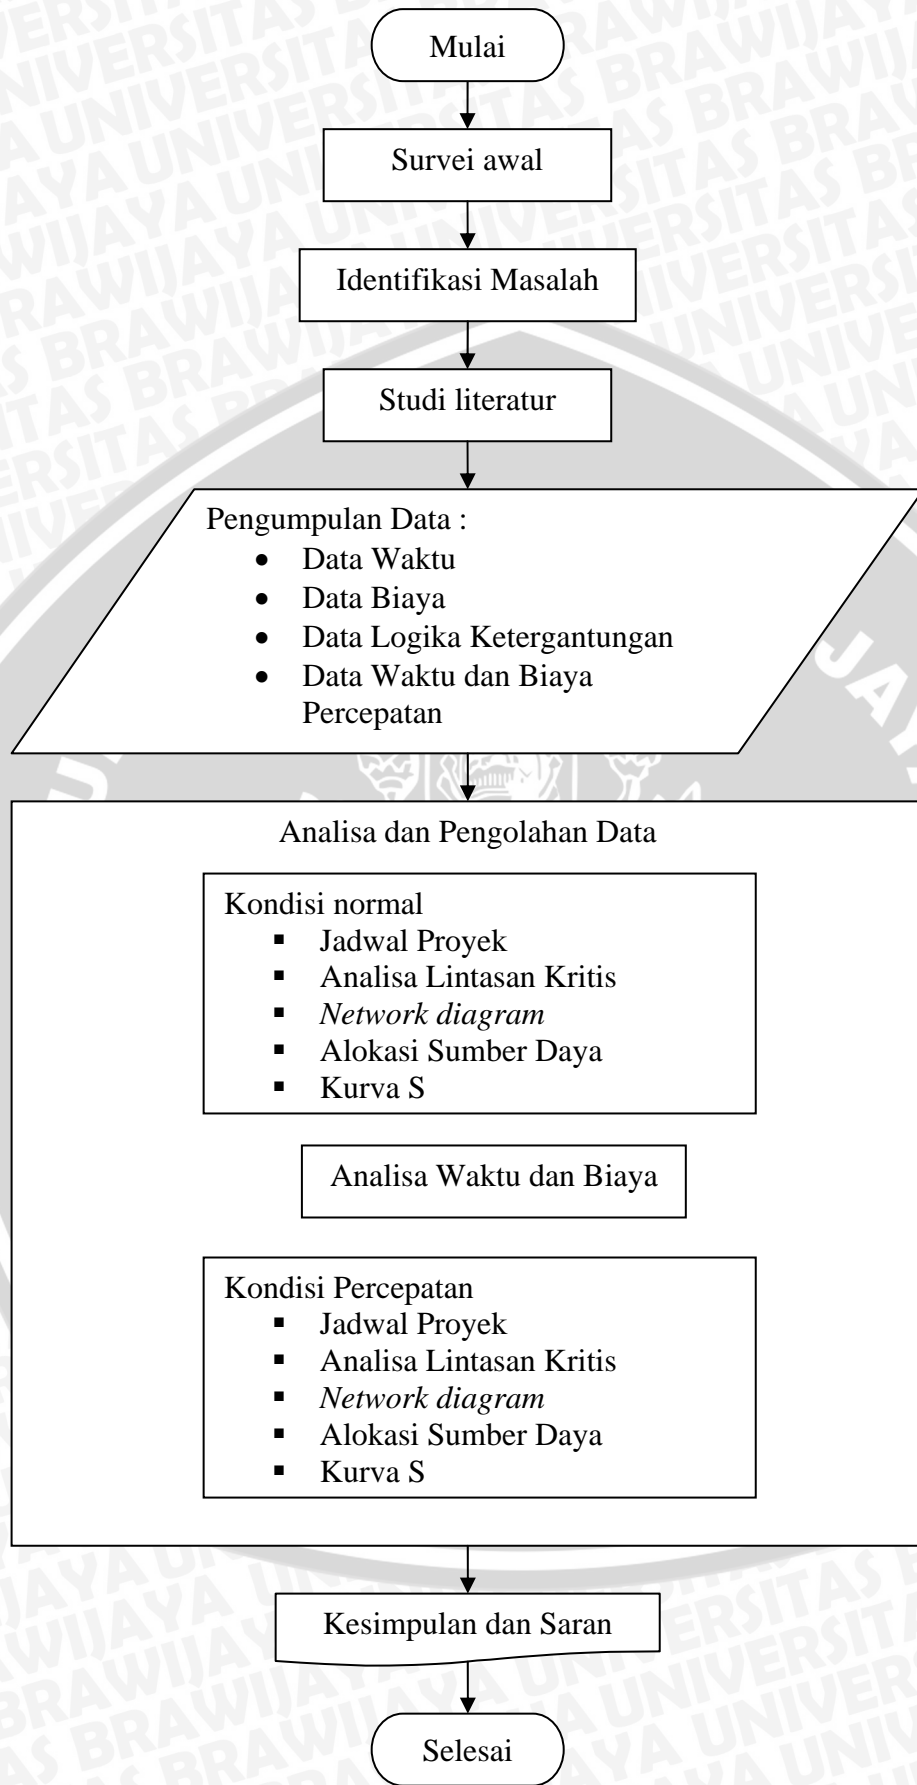 Mulai
Survei awal
Identifikasi Masalah
Studi literatur
Pengumpulan Data :
• Data Waktu
• Data Biaya
• Data Logika Ketergantungan
• Data Waktu dan Biaya
Percepatan
Analisa dan Pengolahan Data
Kondisi normal
▪ Jadwal Proyek
▪ Analisa Lintasan Kritis
▪ Network diagram
▪ Alokasi Sumber Daya
▪ Kurva S
Analisa Waktu dan Biaya
Kondisi Percepatan
▪ Jadwal Proyek
▪ Analisa Lintasan Kritis
▪ Network diagram
▪ Alokasi Sumber Daya
▪ Kurva S
Kesimpulan dan Saran
Selesai